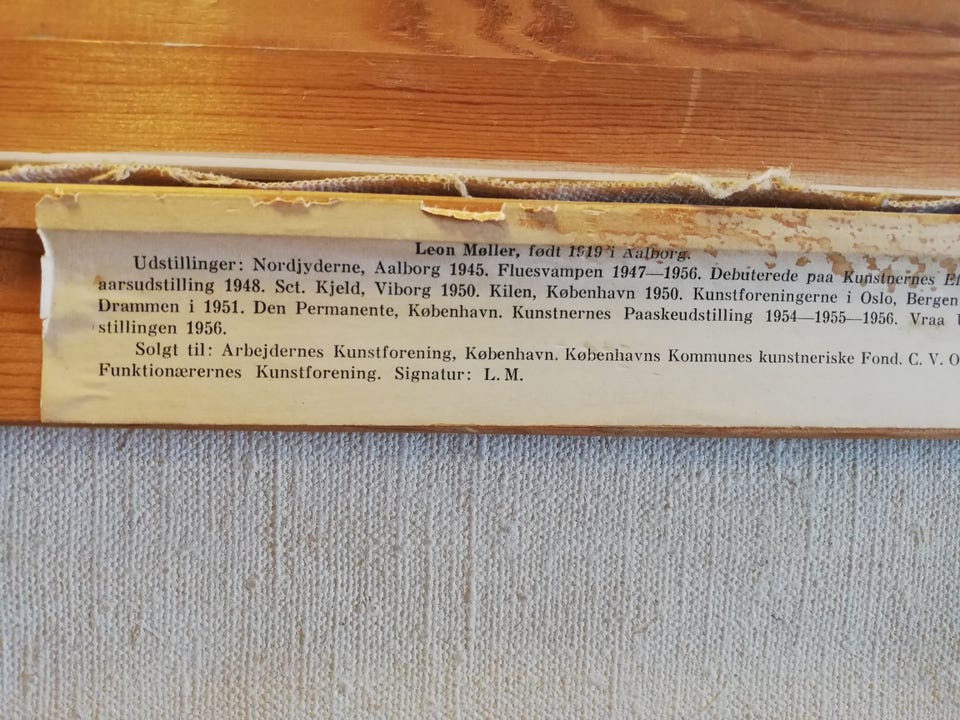 Leon Møller, født 1919 i Aalborg.
Udstillinger: Nordjyderne, Aalborg 1945. Fluesvampen 1947—1956. Debuterede paa Kunstnernes
aarsudstilling 1948. Sct. Kjeld, Viborg 1950. Kilen, København 1950. Kunstforeningerne i Oslo, Bergen
Drammen i 1951. Den Permanente, København. Kunstnernes Paaskeudstilling 1954—1955—1956. Vraa
stillingen 1956.
Solgt til: Arbejdernes Kunstforening, København. Københavns Kommunes kunstneriske Fond. C. V. O
Funktionærernes Kunstforening. Signatur: L. M.